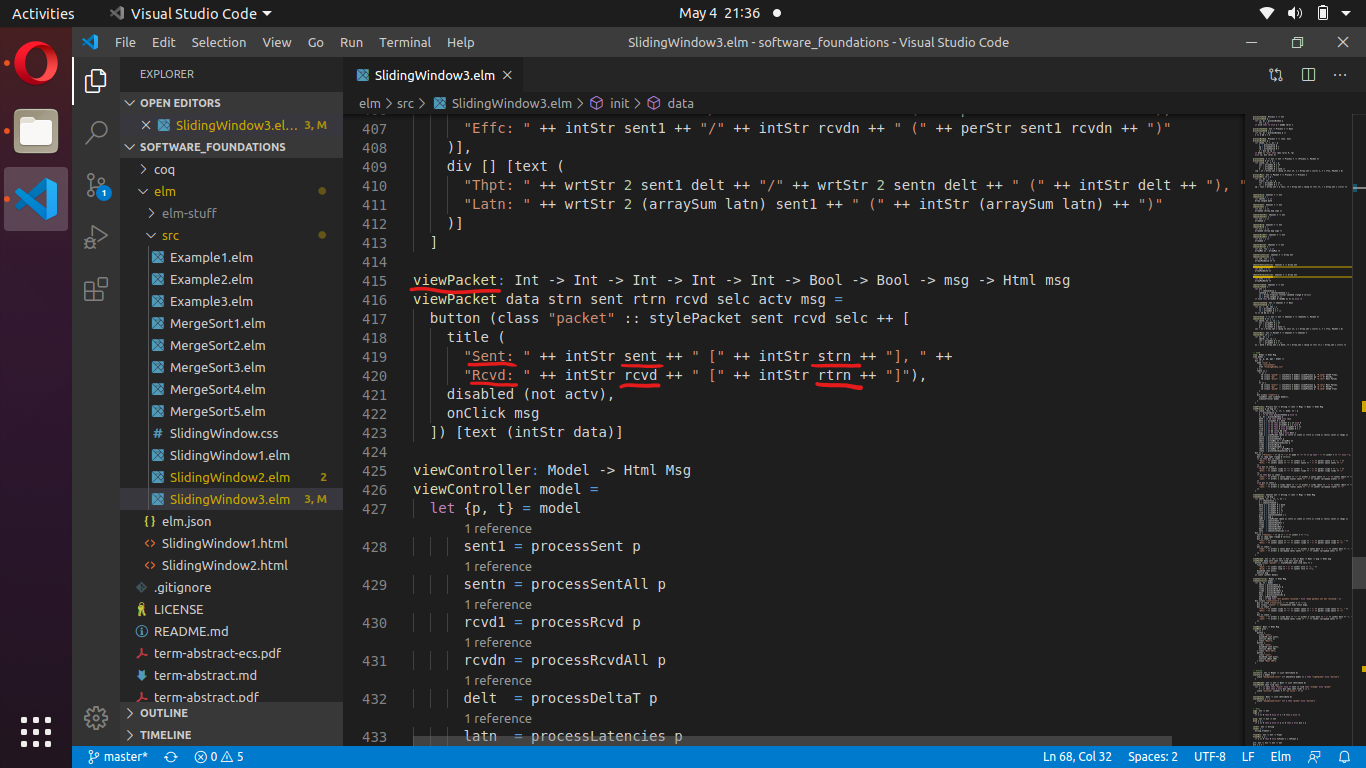 Activities
Visual Studio Code
May 4 21:36
File Edit Selection View Go Run Terminal Help
SlidingWindow3.elm - software_foundations - Visual Studio Code
EXPLORER
OPEN EDITORS
SlidingWindow3.el... 3, M
SOFTWARE_FOUNDATIONS
coq
elm
elm-stuff
src
Example1.elm
Example2.elm
Example3.elm
MergeSort1.elm
MergeSort2.elm
MergeSort3.elm
MergeSort4.elm
MergeSort5.elm
# SlidingWindow.css
SlidingWindow1.elm
SlidingWindow2.elm 2
SlidingWindow3.elm 3, M
{} elm.json
<> SlidingWindow1.html
<> SlidingWindow2.html
.gitignore
LICENSE
README.md
term-abstract-ecs.pdf
term-abstract.md
term-abstract.pdf
OUTLINE
TIMELINE
1
SlidingWindow3.elm
elm > src > SlidingWindow3.elm > init > data
407 "Effc: " ++ intStr sent1 ++ "/" ++ intStr rcvdn ++ " (" ++ perStr sent1 rcvdn ++ ")"
408 )],
409 div [] [text (
410 "Thpt: " ++ wrtStr 2 sent1 delt ++ "/" ++ wrtStr 2 sentn delt ++ " (" ++ intStr delt ++ "), "
411 "Latn: " ++ wrtStr 2 (arraySum latn) sent1 ++ " (" ++ intStr (arraySum latn) ++ ")"
412 )]
413 ]
414
415 viewPacket: Int -> Int -> Int -> Int -> Int -> Bool -> Bool -> msg -> Html msg
416 viewPacket data strn sent rtrn rcvd selc actv msg =
417 button (class "packet" :: stylePacket sent rcvd selc ++ [
418 title (
419 "Sent: " ++ intStr sent ++ " [" ++ intStr strn ++ "], " ++
420 "Rcvd: " ++ intStr rcvd ++ " [" ++ intStr rtrn ++ "]"),
421 disabled (not actv),
422 onClick msg
423 ]) [text (intStr data)]
424
425 viewController: Model -> Html Msg
426 viewController model =
427 let {p, t} = model
1 reference
428 sent1 = processSent p
1 reference
429 sentn = processSentAll p
1 reference
430 rcvd1 = processRcvd p
1 reference
431 rcvdn = processRcvdAll p
1 reference
432 delt = processDeltaT p
1 reference
433 latn = processLatencies p
master* 0 5
Ln 68, Col 32 Spaces: 2 UTF-8 LF Elm